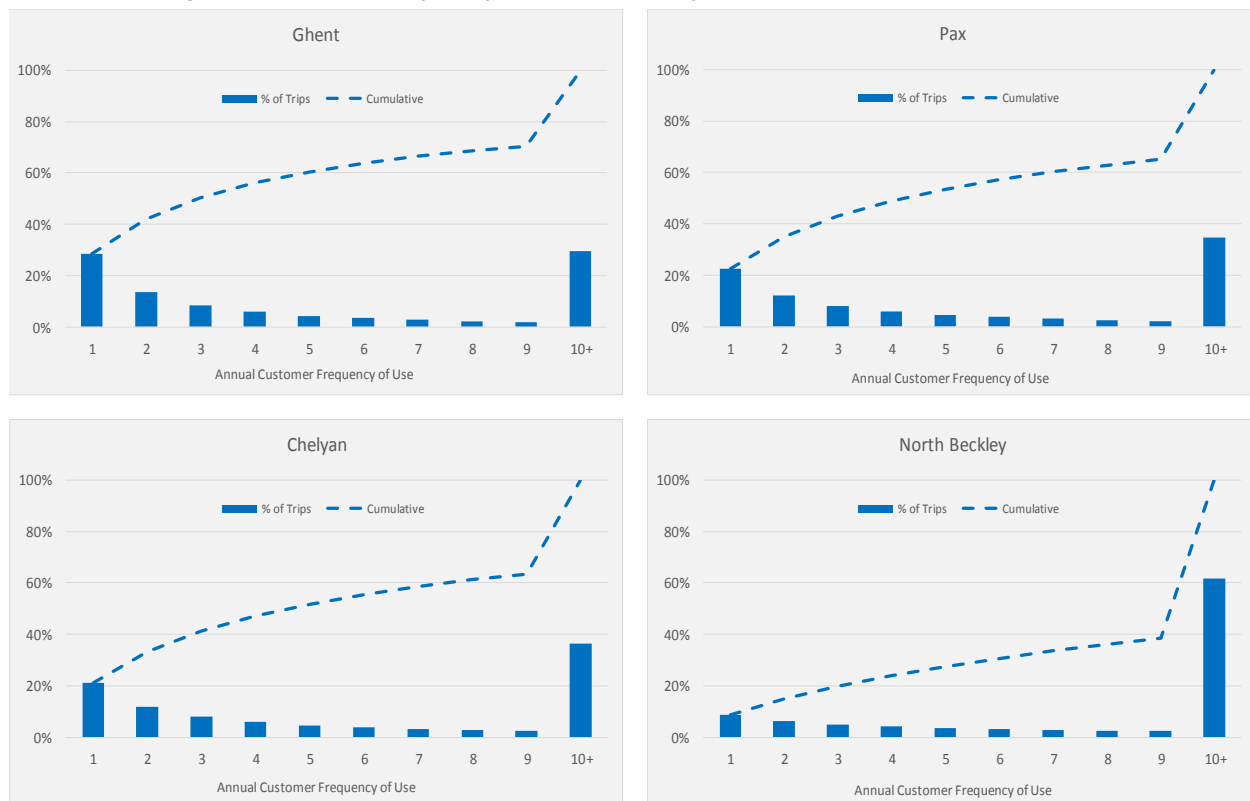 Ghent
100%
% of Trips
Cumulative
80%
60%
40%
20%
0%
1 2 3 4 5 6 7 8 9 10+
Annual Customer Frequency of Use
Pax
100%
% of Trips
Cumulative
80%
60%
40%
20%
0%
1 2 3 4 5 6 7 8 9 10+
Annual Customer Frequency of Use
Chelyan
100%
% of Trips
Cumulative
80%
60%
40%
20%
0%
1 2 3 4 5 6 7 8 9 10+
Annual Customer Frequency of Use
North Beckley
100%
% of Trips
Cumulative
80%
60%
40%
20%
0%
1 2 3 4 5 6 7 8 9 10+
Annual Customer Frequency of Use